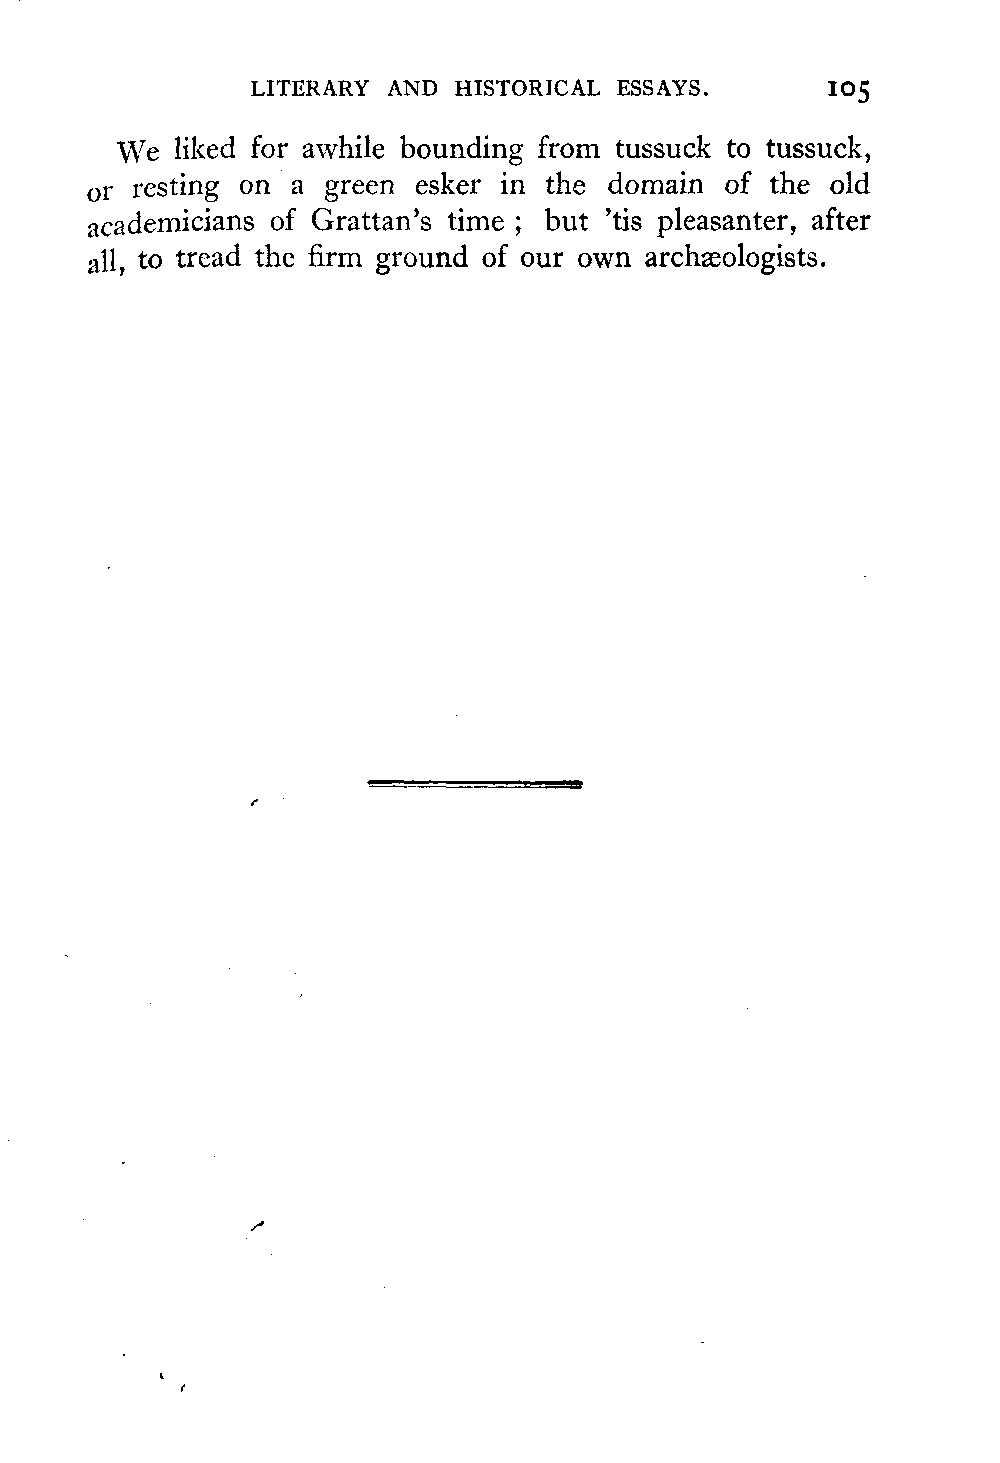 LITERARY AND HISTORICAL ESSAYS. 105
We liked for awhile bounding from tussuck to tussuck,
or resting on a green esker in the domain of the old
academicians of Grattan's time ; but 'tis pleasanter, after
all, to tread the firm ground of our own archæologists.